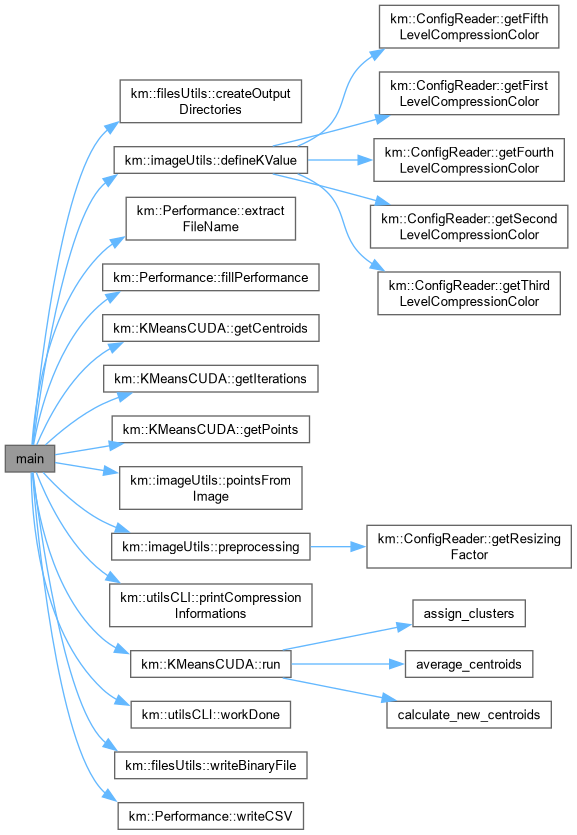 main
km::filesUtils::createOutput
Directories
km::imageUtils::defineKValue
km::ConfigReader::getFifth
LevelCompressionColor
km::ConfigReader::getFirst
LevelCompressionColor
km::ConfigReader::getFourth
LevelCompressionColor
km::ConfigReader::getSecond
LevelCompressionColor
km::ConfigReader::getThird
LevelCompressionColor
km::Performance::extract
FileName
km::Performance::fillPerformance
km::KMeansCUDA::getCentroids
km::KMeansCUDA::getIterations
km::KMeansCUDA::getPoints
km::imageUtils::pointsFrom
Image
km::imageUtils::preprocessing
km::ConfigReader::getResizing
Factor
km::utilsCLI::printCompression
Informations
km::KMeansCUDA::run
assign_clusters
average_centroids
calculate_new_centroids
km::utilsCLI::workDone
km::filesUtils::writeBinaryFile
km::Performance::writeCSV